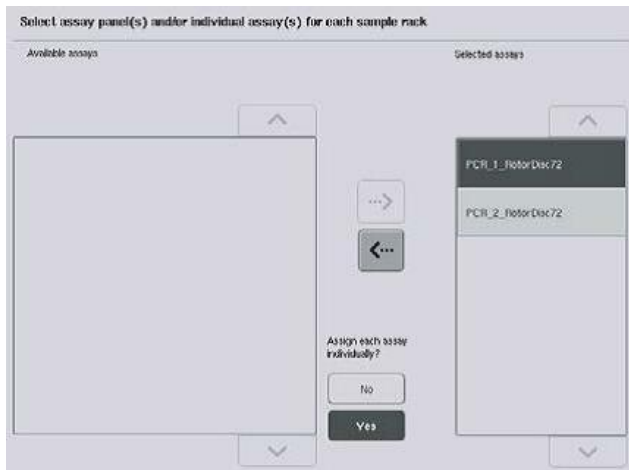 Select assay panel(s) and/or individual assay(s) for each sample rack
Available assays
Selected assays
PCR_1_RotorDisc72
PCR_2_RotorDisc72
Assign each assay
individually?
No
Yes